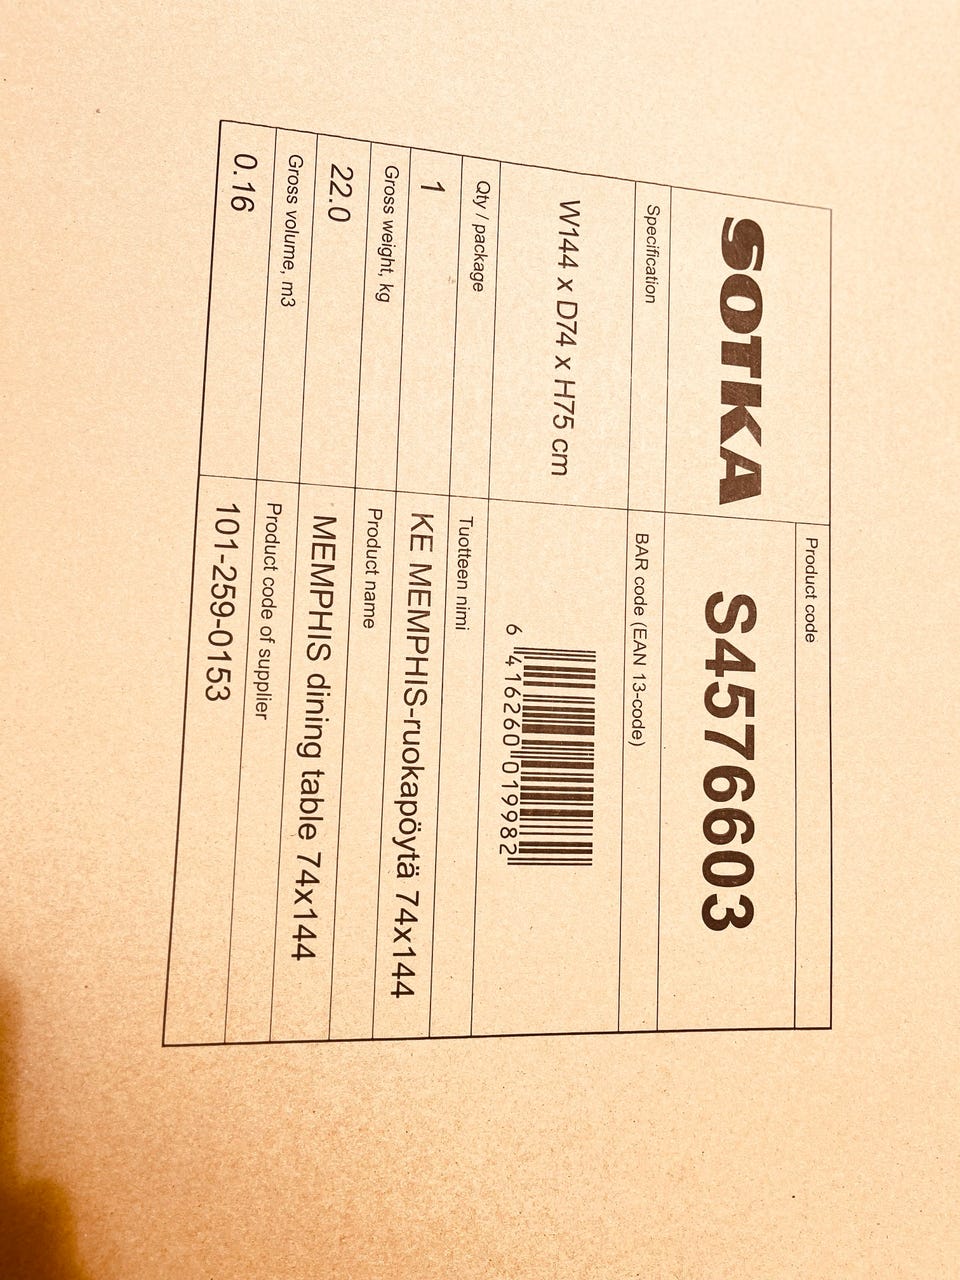 SOTKA
Product code
S4576603
Specification
W144 x D74 x H75 cm
BAR code (EAN 13-code)
6 416260 019982
Qty / package
1
Tuotteen nimi
KE MEMPHIS-ruokapöytä 74x144
Gross weight, kg
22.0
Product name
MEMPHIS dining table 74x144
Gross volume, m3
0.16
Product code of supplier
101-259-0153